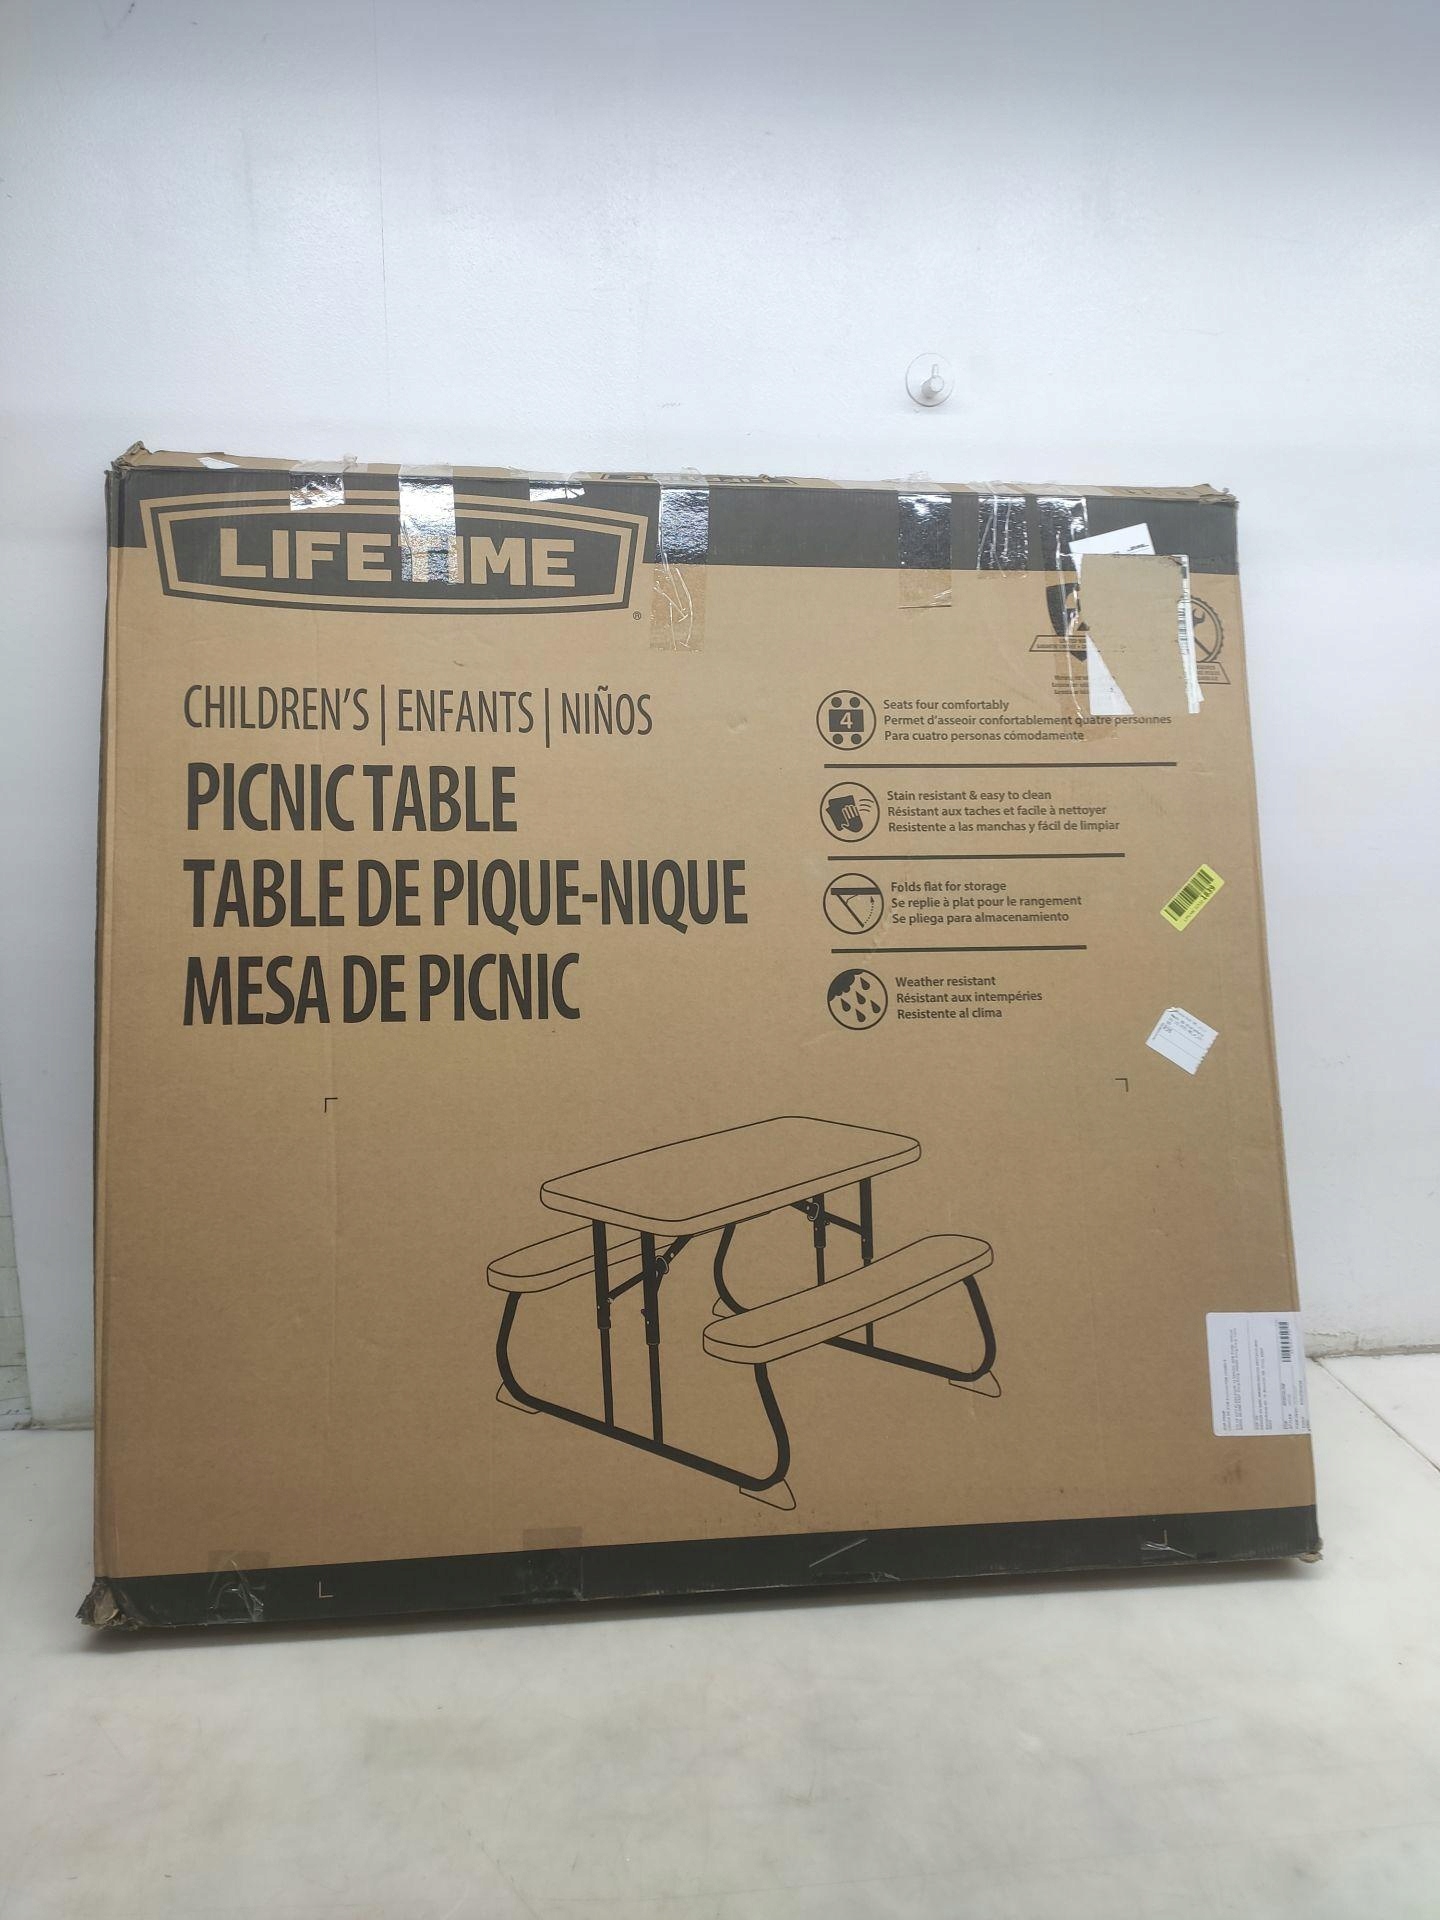 LIFETIME
®
CHILDREN'S | ENFANTS | NIÑOS
PICNIC TABLE
TABLE DE PIQUE-NIQUE
MESA DE PICNIC
4
Seats four comfortably
Permet d'asseoir confortablement quatre personnes
Para cuatro personas cómodamente
Stain resistant & easy to clean
Résistant aux taches et facile à nettoyer
Resistente a las manchas y fácil de limpiar
Folds flat for storage
Se replie à plat pour le rangement
Se pliega para almacenamiento
Weather resistant
Résistant aux intempéries
Resistente al clima